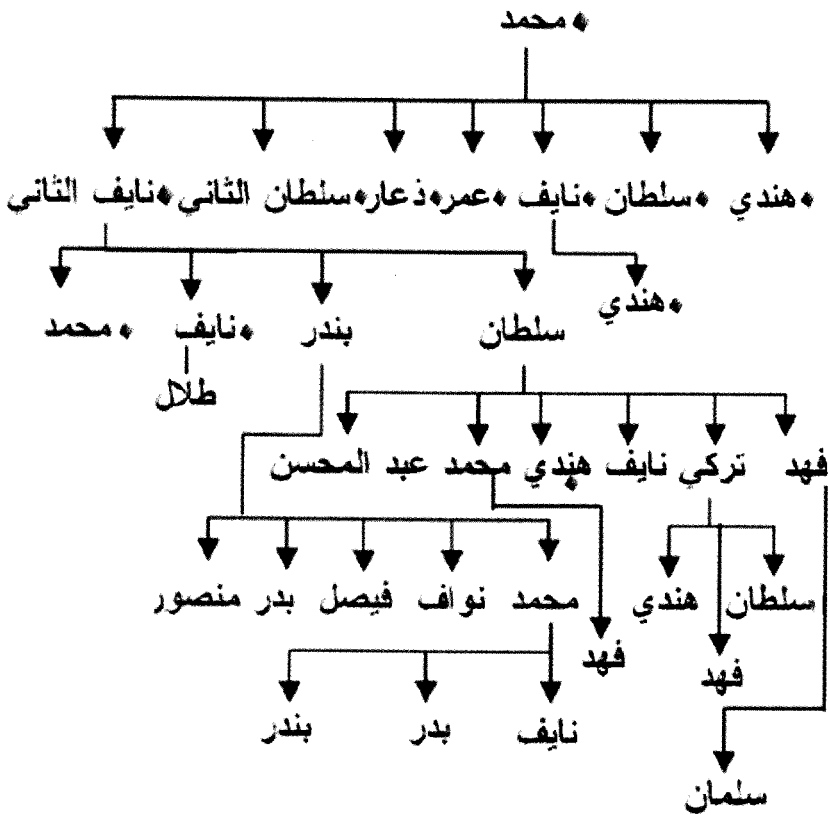 ♦ محمد
♦ هندي ♦ سلطان ♦ نايف ♦ عمر ♦ ذعار ♦ سلطان الثاني ♦ نايف الثاني
♦ هندي
سلطان بندر ♦ نايف ♦ محمد
طلال
فهد تركي نايف هندي ♦ محمد عبد المحسن
سلطان هندي محمد نواف فيصل بدر منصور
فهد فهد
نايف بدر بندر
سلمان